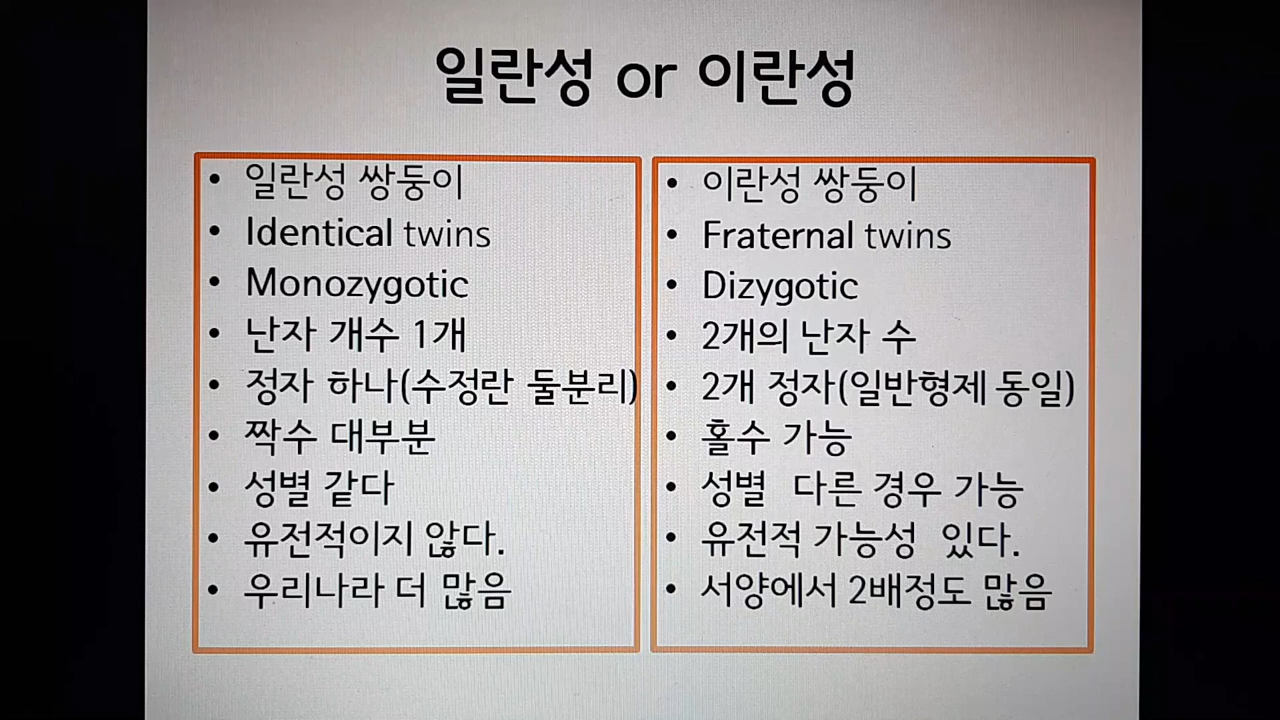 일란성 or 이란성
• 일란성 쌍둥이
• Identical twins
• Monozygotic
• 난자 개수 1개
• 정자 하나(수정란 둘분리)
• 짝수 대부분
• 성별 같다
• 유전적이지 않다.
• 우리나라 더 많음
• 이란성 쌍둥이
• Fraternal twins
• Dizygotic
• 2개의 난자 수
• 2개 정자(일반형제 동일)
• 홀수 가능
• 성별 다른 경우 가능
• 유전적 가능성 있다.
• 서양에서 2배정도 많음